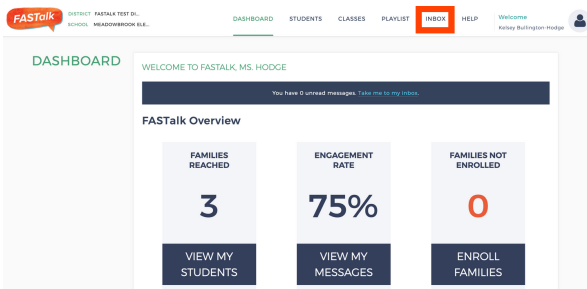 FASTalk
DISTRICT FASTALK TEST DI...
SCHOOL MEADOWBROOK ELE...
DASHBOARD STUDENTS CLASSES PLAYLIST INBOX HELP
Welcome
Kelsey Bullington-Hodge
DASHBOARD
WELCOME TO FASTALK, MS. HODGE
You have 0 unread messages. Take me to my inbox.
FASTalk Overview
FAMILIES
REACHED
3
VIEW MY
STUDENTS
ENGAGEMENT
RATE
75%
VIEW MY
MESSAGES
FAMILIES NOT
ENROLLED
0
ENROLL
FAMILIES